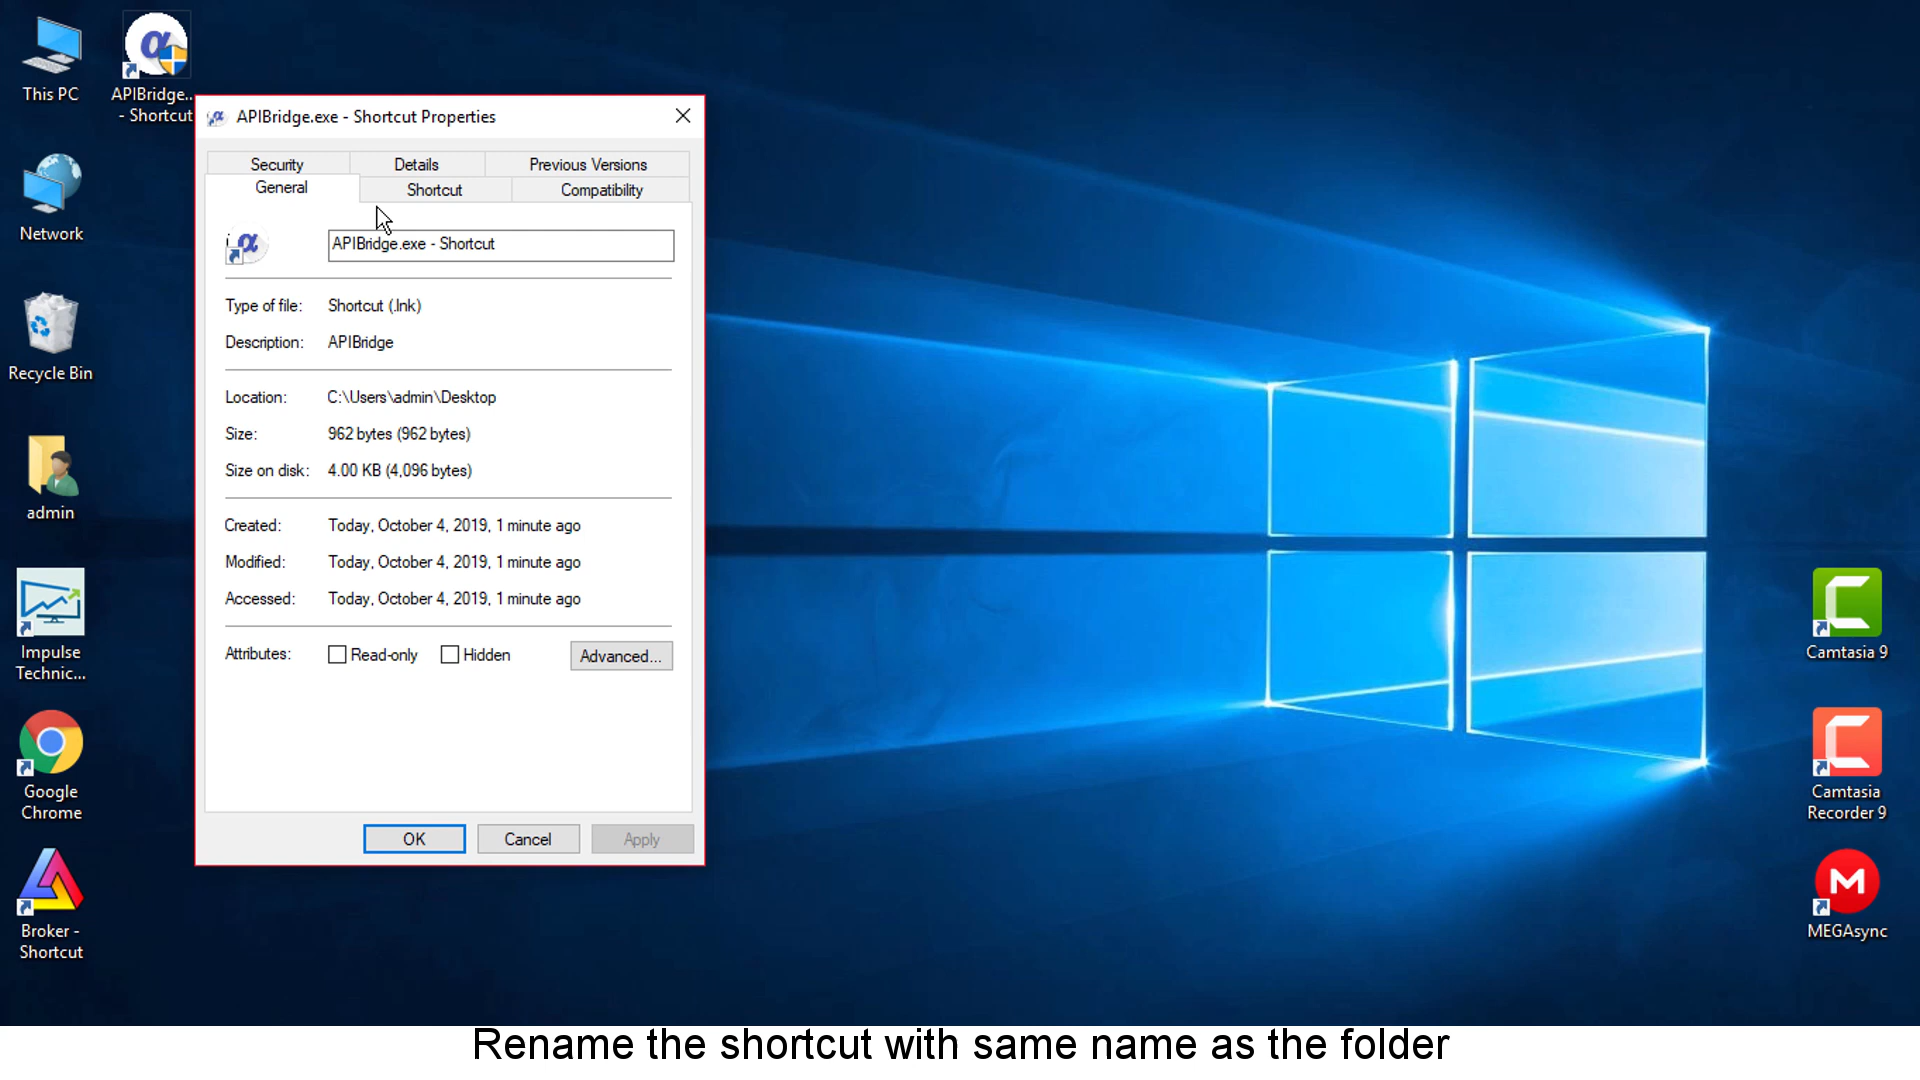 This PC
APIBridge...
- Shortcut
Network
Recycle Bin
admin
Impulse
Technic...
Google
Chrome
Broker -
Shortcut
APIBridge.exe - Shortcut Properties
Security Details Previous Versions
General Shortcut Compatibility
APIBridge.exe - Shortcut
Type of file: Shortcut (.lnk)
Description: APIBridge
Location: C:\Users\admin\Desktop
Size: 962 bytes (962 bytes)
Size on disk: 4.00 KB (4,096 bytes)
Created: Today, October 4, 2019, 1 minute ago
Modified: Today, October 4, 2019, 1 minute ago
Accessed: Today, October 4, 2019, 1 minute ago
Attributes: Read-only Hidden Advanced...
OK Cancel Apply
Camtasia 9
Camtasia
Recorder 9
MEGAsync
Rename the shortcut with same name as the folder